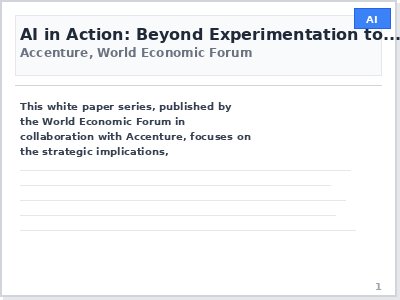 AI
AI in Action: Beyond Experimentation to...
Accenture, World Economic Forum
This white paper series, published by
the World Economic Forum in
collaboration with Accenture, focuses on
the strategic implications,
1